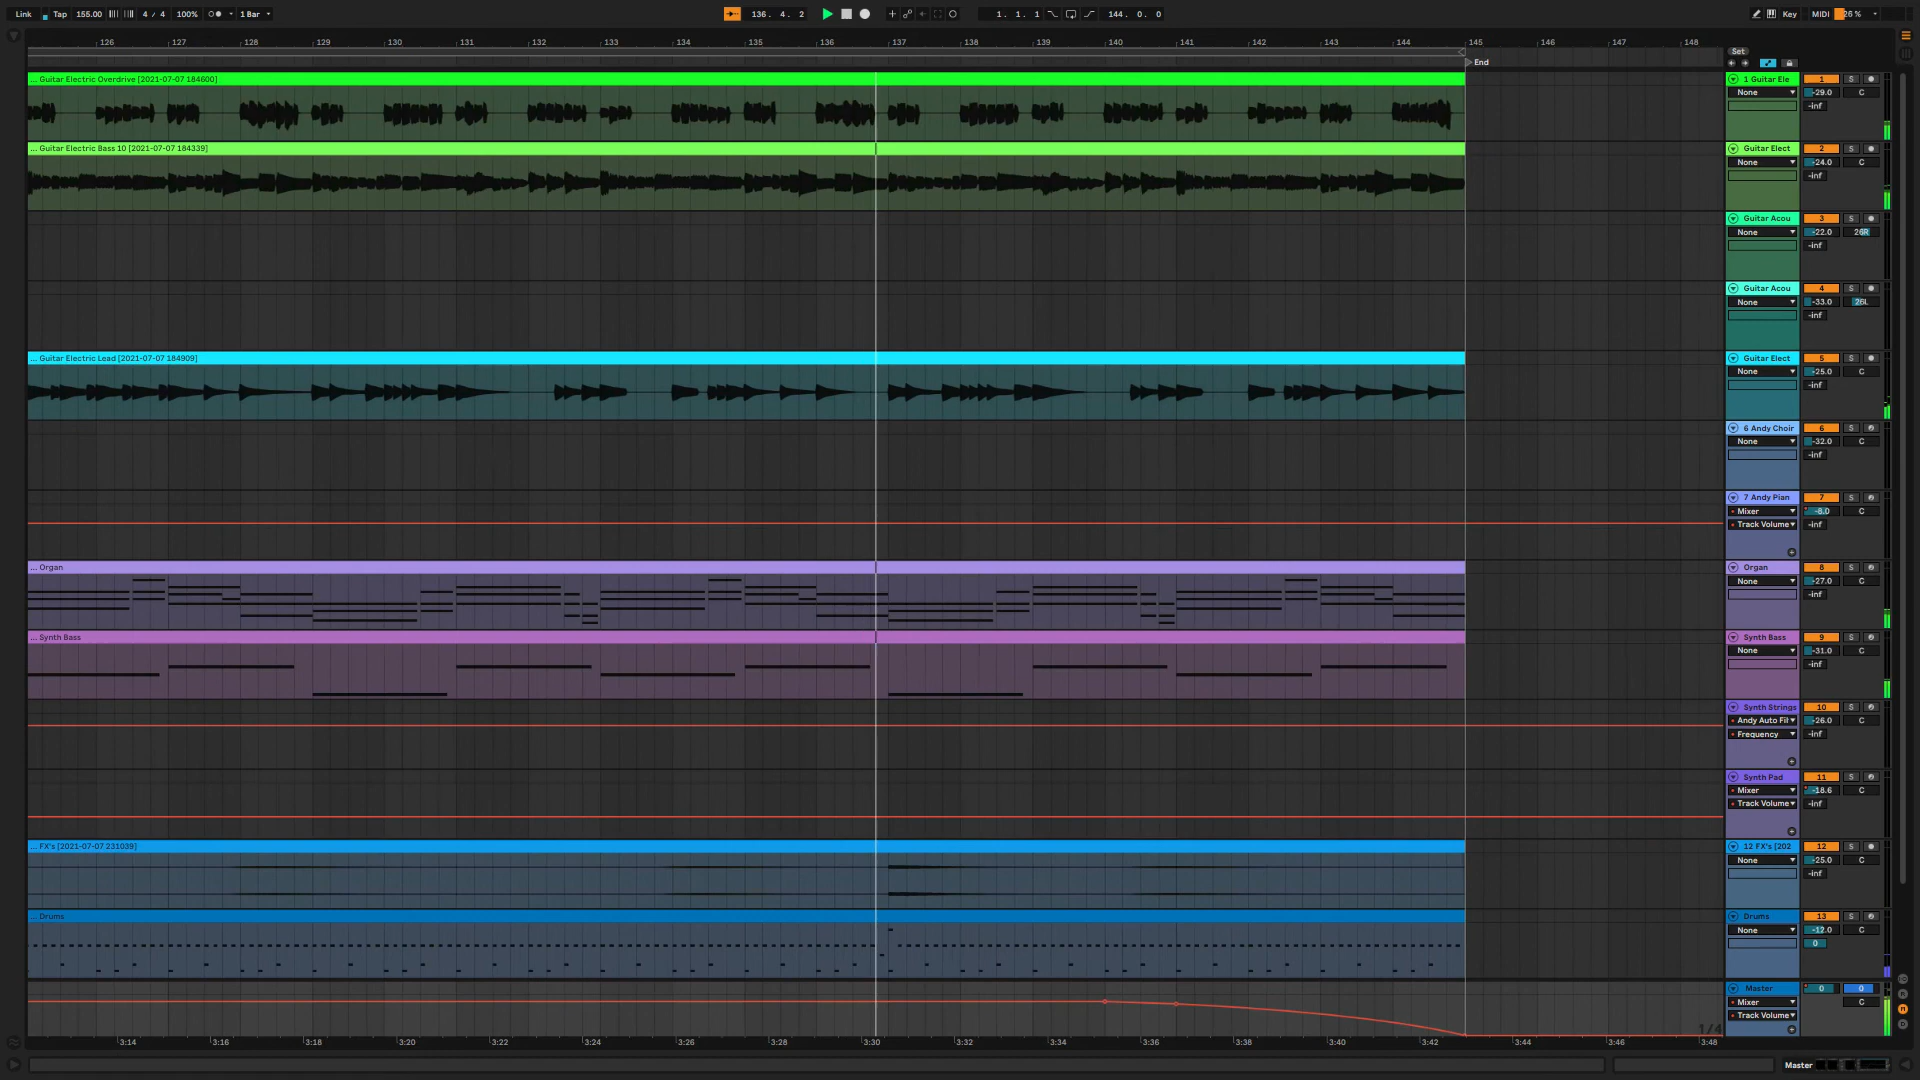 Link Tap 155.00 4 / 4 100% 1 Bar 136. 4. 2 1. 1. 1 144. 0. 0 Key MIDI 26 %
126 127 128 129 130 131 132 133 134 135 136 137 138 139 140 141 142 143 144 145 146 147 148
Set
End
... Guitar Electric Overdrive [2021-07-07 184600] 1 Guitar Ele 1 S
None -29.0 C
-inf
... Guitar Electric Bass 10 [2021-07-07 184339] Guitar Elect 2 S
None -24.0 C
-inf
Guitar Acou 3 S
None -22.0 26R
-inf
Guitar Acou 4 S
None -33.0 26L
-inf
... Guitar Electric Lead [2021-07-07 184909] Guitar Elect 5 S
None -25.0 C
-inf
6 Andy Choir 6 S
None -32.0 C
-inf
7 Andy Pian 7 S
Mixer -8.0 C
Track Volume -inf
... Organ Organ 8 S
None -27.0 C
-inf
... Synth Bass Synth Bass 9 S
None -31.0 C
-inf
Synth Strings 10 S
Andy Auto Fil -26.0 C
Frequency -inf
Synth Pad 11 S
Mixer -18.6 C
Track Volume -inf
... FX's [2021-07-07 231039] 12 FX's [202 12 S
None -25.0 C
-inf
... Drums Drums 13 S
None -12.0 C
0
Master 0 0
Mixer C
Track Volume
1/4
3:14 3:16 3:18 3:20 3:22 3:24 3:26 3:28 3:30 3:32 3:34 3:36 3:38 3:40 3:42 3:44 3:46 3:48
Master